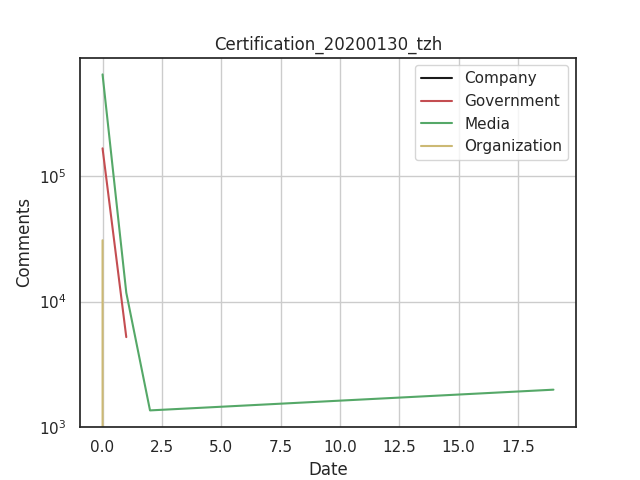 Certification_20200130_tzh
Company
Government
Media
Organization
10^5
10^4
10^3
Comments
0.0 2.5 5.0 7.5 10.0 12.5 15.0 17.5
Date